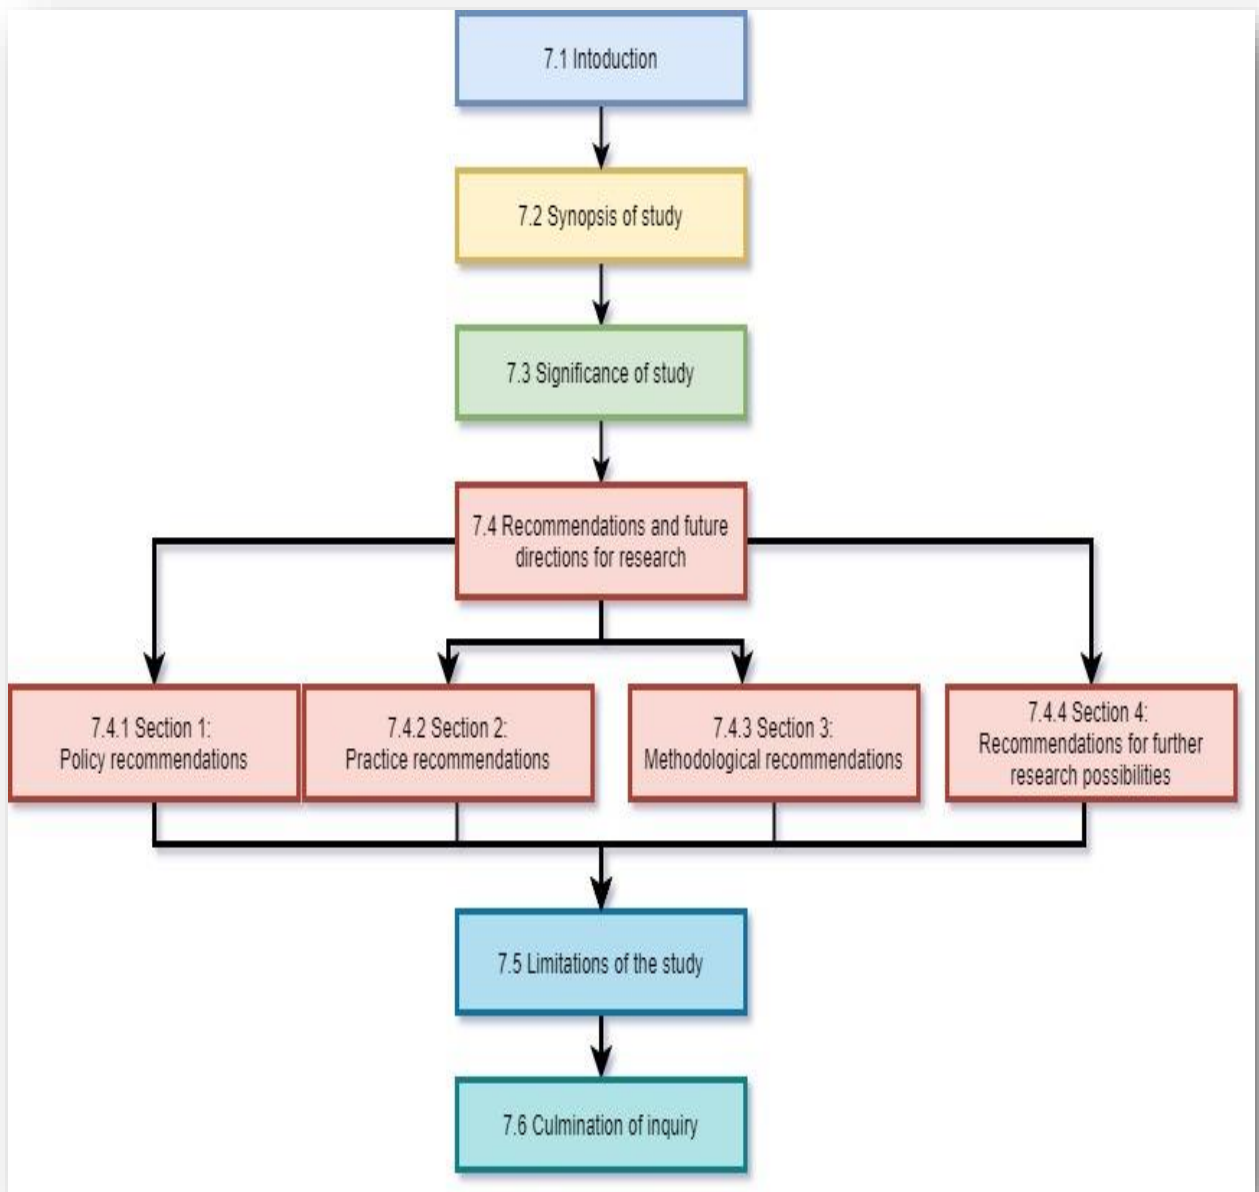 7.1 Intoduction
7.2 Synopsis of study
7.3 Significance of study
7.4 Recommendations and future
directions for research
7.4.1 Section 1:
Policy recommendations
7.4.2 Section 2:
Practice recommendations
7.4.3 Section 3:
Methodological recommendations
7.4.4 Section 4:
Recommendations for further
research possibilities
7.5 Limitations of the study
7.6 Culmination of inquiry